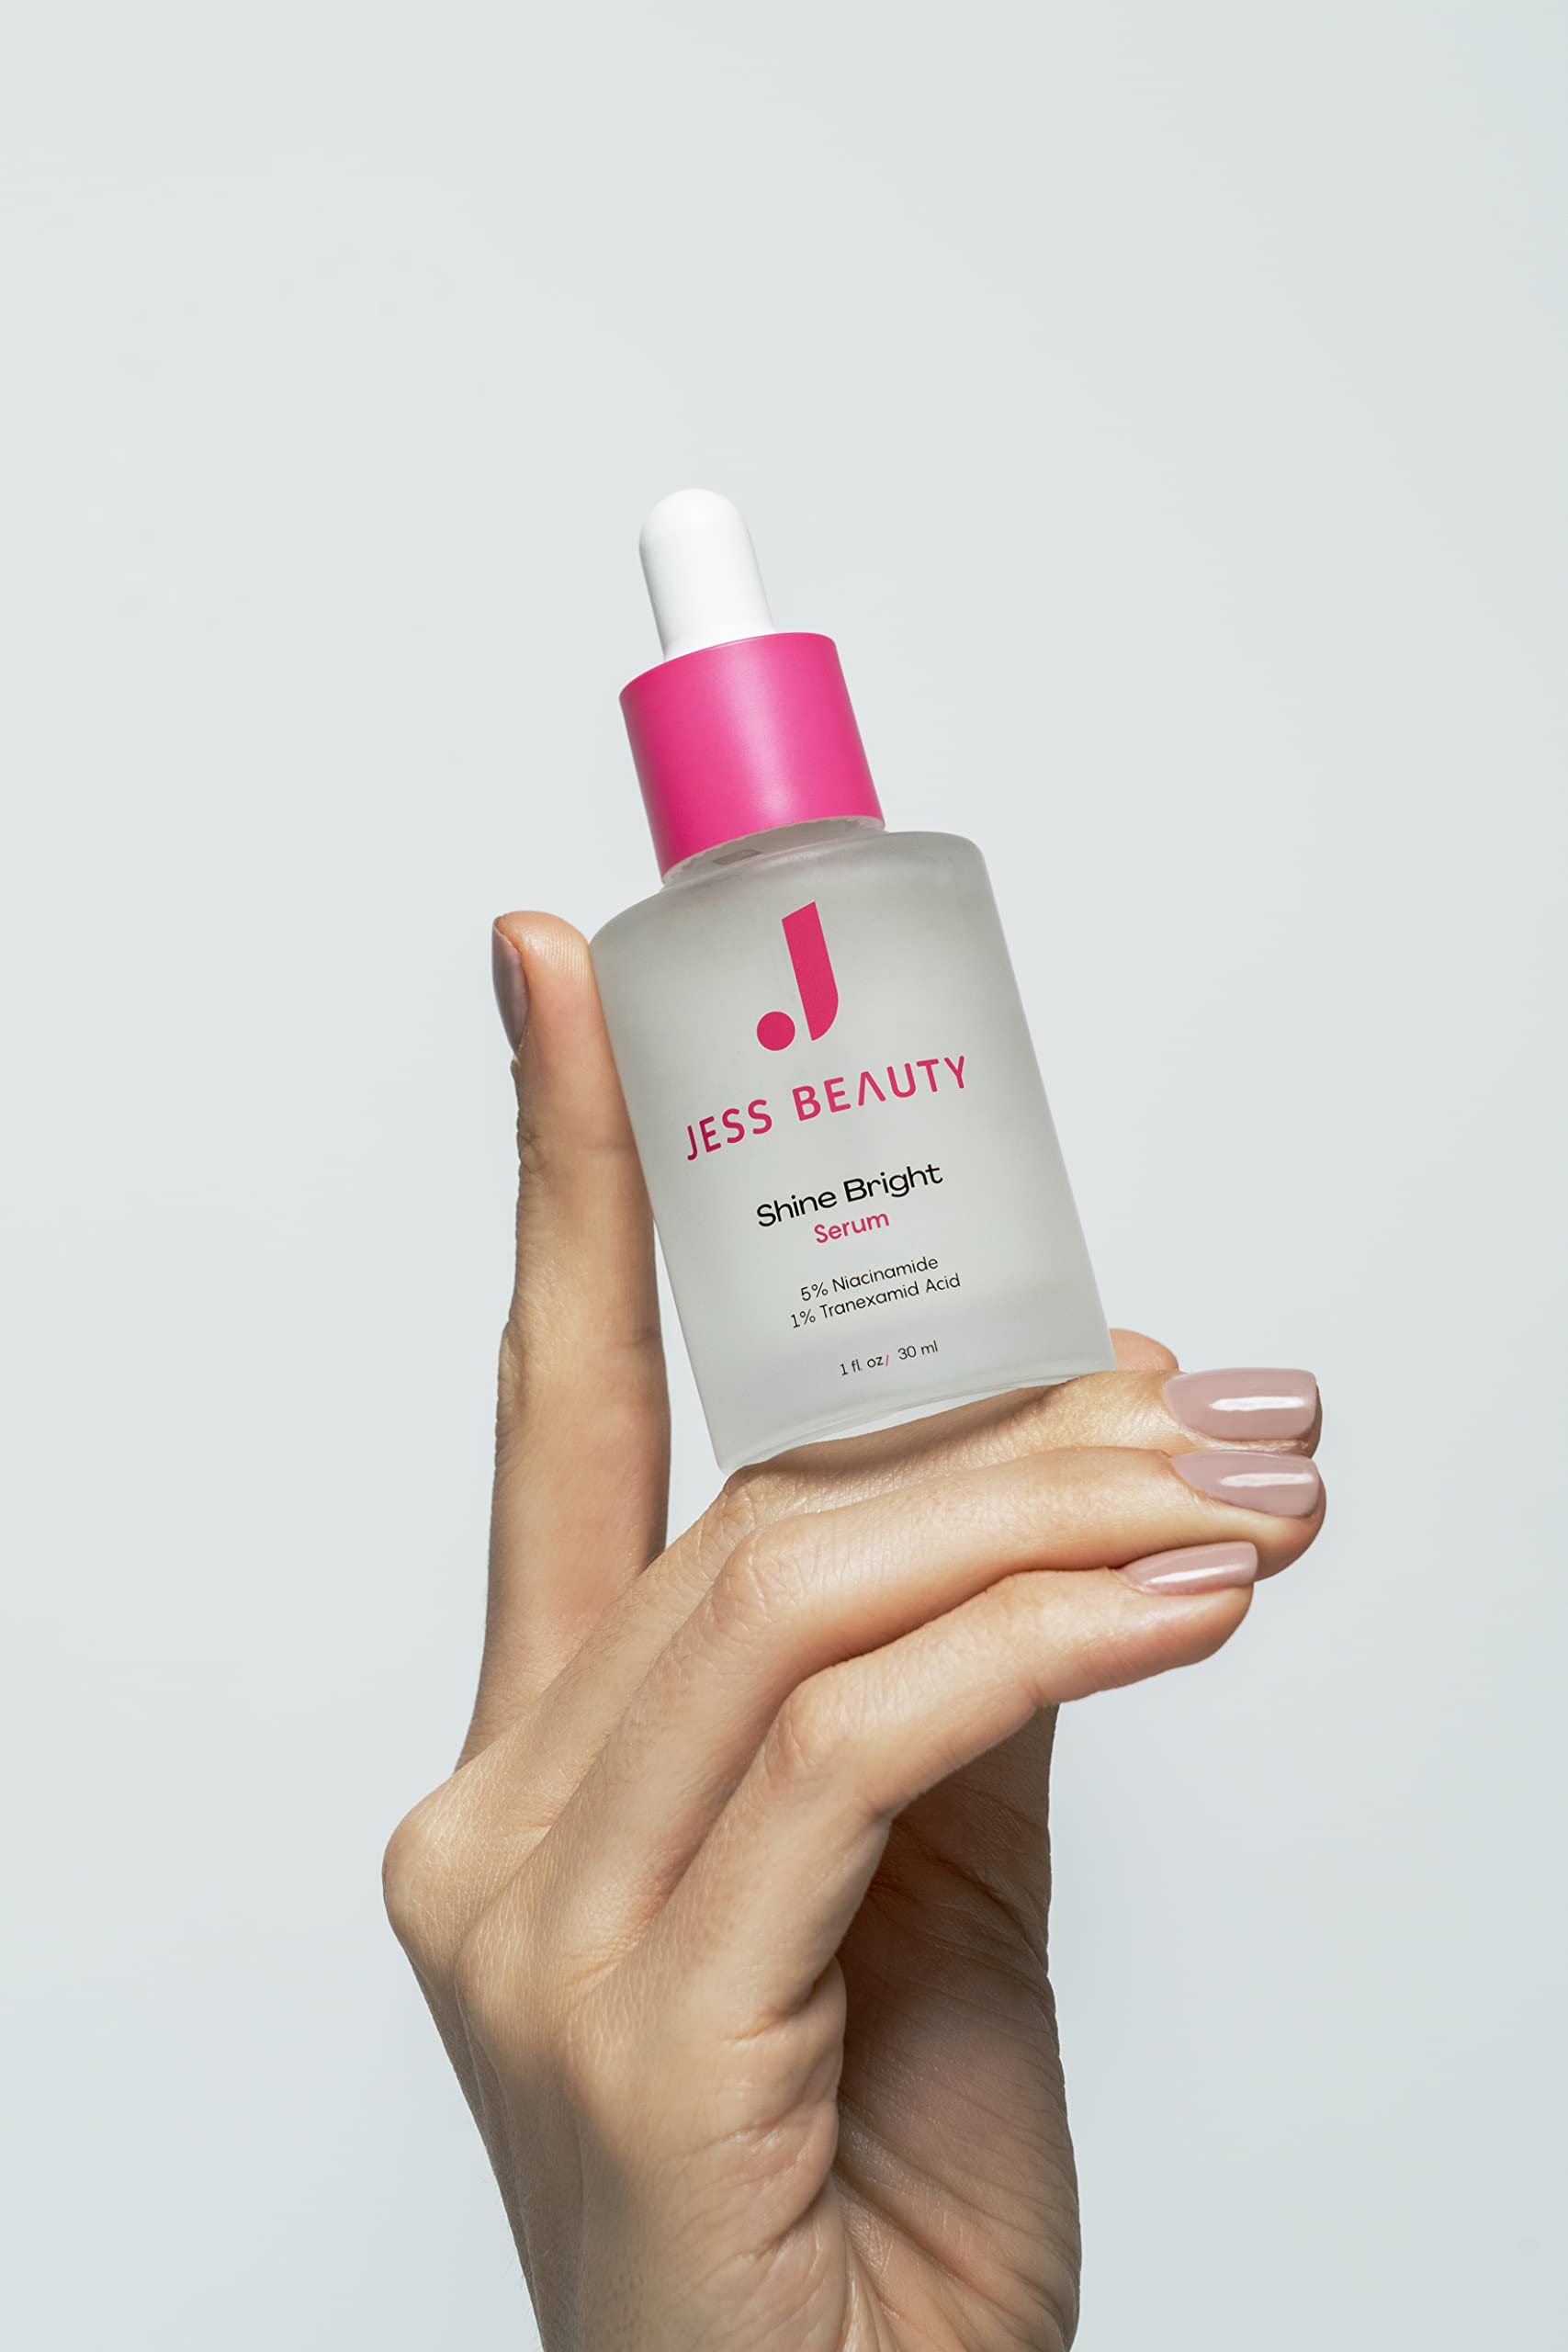 J
JESS BEAUTY
Shine Bright
Serum
5% Niacinamide
1% Tranexamid Acid
1 fl. oz/ 30 ml